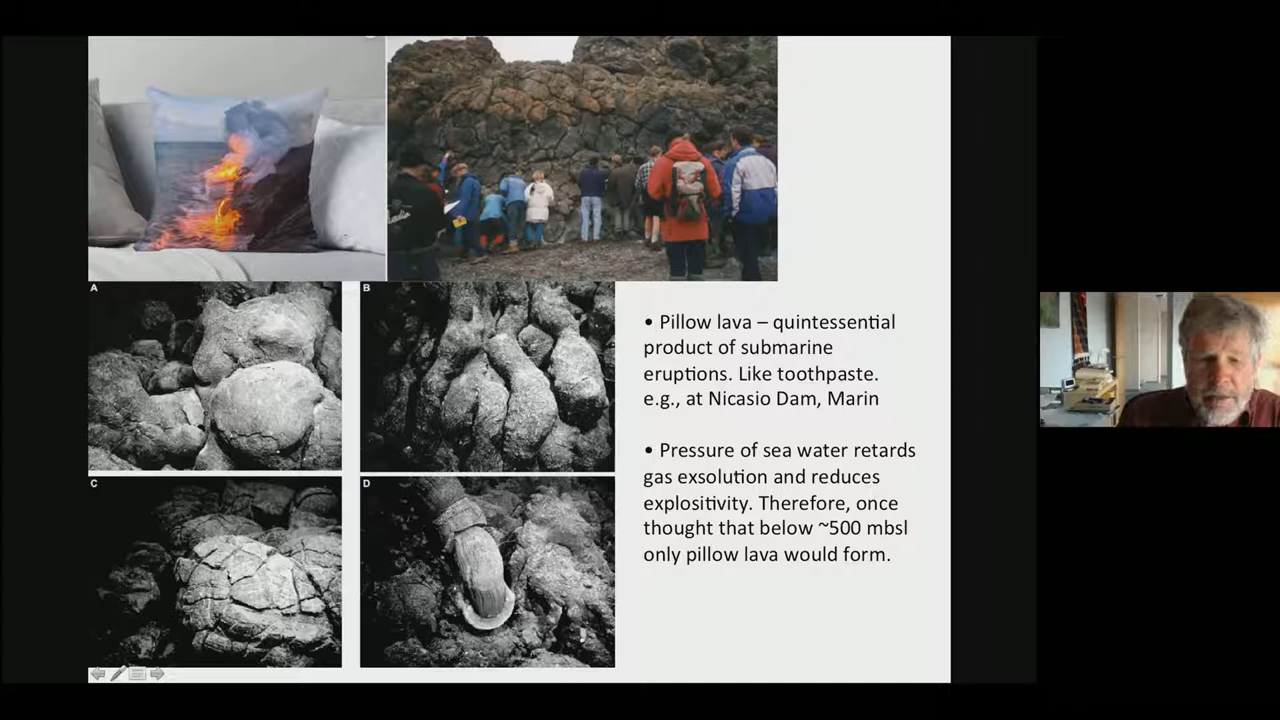 A
B
C
D
• Pillow lava – quintessential
product of submarine
eruptions. Like toothpaste.
e.g., at Nicasio Dam, Marin
• Pressure of sea water retards
gas exsolution and reduces
explositivity. Therefore, once
thought that below ~500 mbsl
only pillow lava would form.